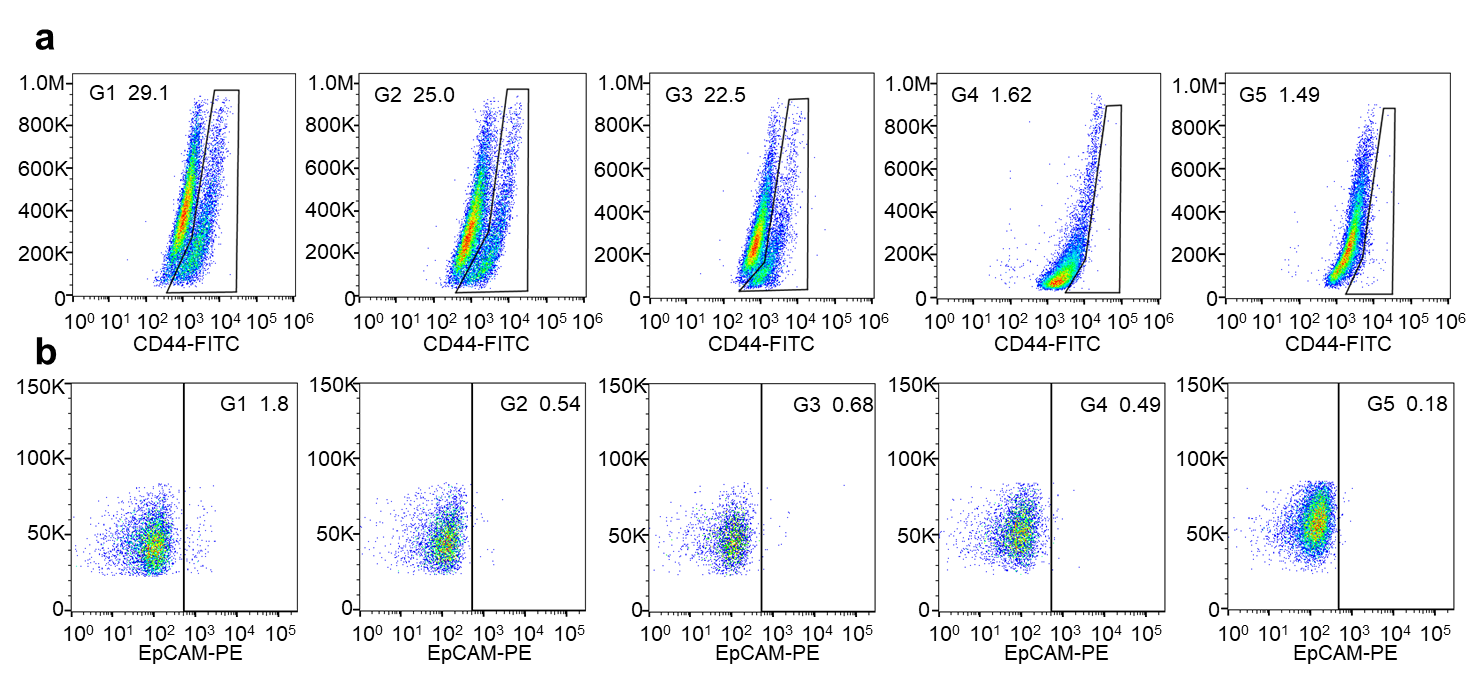 a
G1 29.1
G2 25.0
G3 22.5
G4 1.62
G5 1.49
1.0M 1.0M 1.0M 1.0M 1.0M
800K 800K 800K 800K 800K
600K 600K 600K 600K 600K
400K 400K 400K 400K 400K
200K 200K 200K 200K 200K
0 0 0 0 0
10⁰ 10¹ 10² 10³ 10⁴ 10⁵ 10⁶ 10⁰ 10¹ 10² 10³ 10⁴ 10⁵ 10⁶ 10⁰ 10¹ 10² 10³ 10⁴ 10⁵ 10⁶ 10⁰ 10¹ 10² 10³ 10⁴ 10⁵ 10⁶ 10⁰ 10¹ 10² 10³ 10⁴ 10⁵ 10⁶
CD44-FITC CD44-FITC CD44-FITC CD44-FITC CD44-FITC
b
150K 150K 150K 150K 150K
G1 1.8
G2 0.54
G3 0.68
G4 0.49
G5 0.18
100K 100K 100K 100K 100K
50K 50K 50K 50K 50K
0 0 0 0 0
10⁰ 10¹ 10² 10³ 10⁴ 10⁵ 10⁰ 10¹ 10² 10³ 10⁴ 10⁵ 10⁰ 10¹ 10² 10³ 10⁴ 10⁵ 10⁰ 10¹ 10² 10³ 10⁴ 10⁵ 10⁰ 10¹ 10² 10³ 10⁴ 10⁵
EpCAM-PE EpCAM-PE EpCAM-PE EpCAM-PE EpCAM-PE